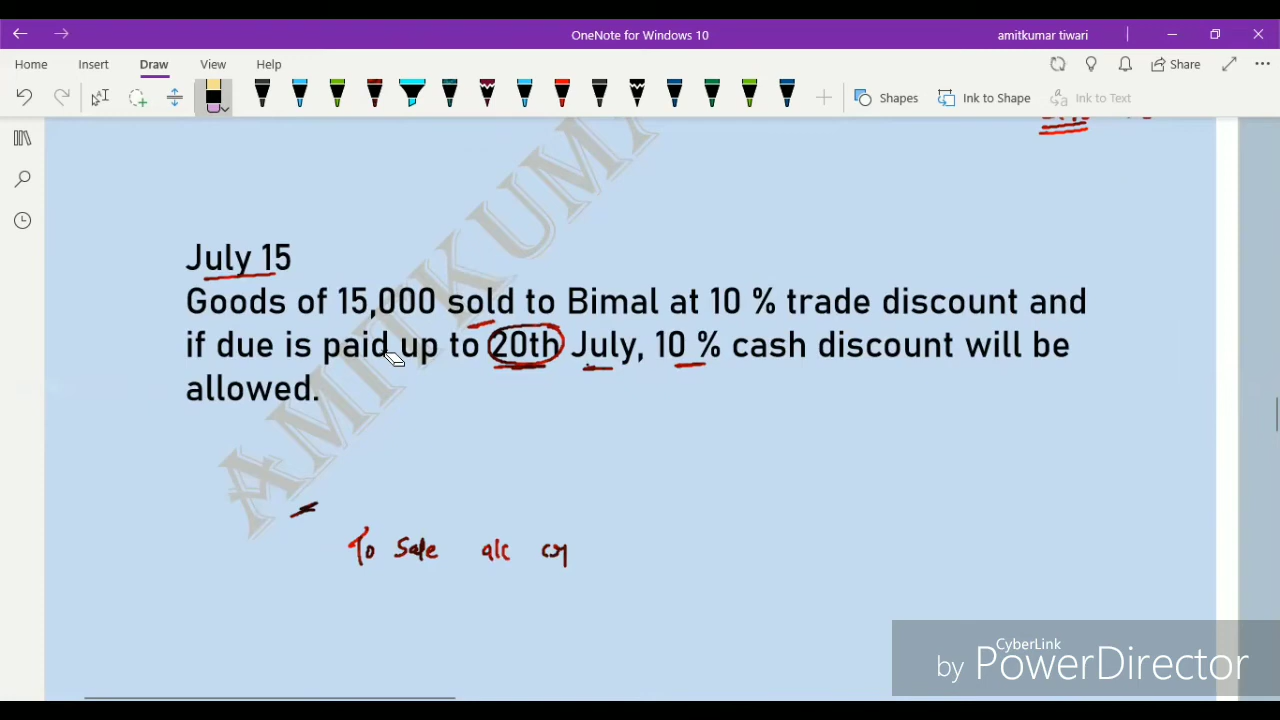 OneNote for Windows 10
amitkumar tiwari
Home Insert Draw View Help
Share
Shapes Ink to Shape Ink to Text
AMIT KUMA
July 15
Goods of 15,000 sold to Bimal at 10 % trade discount and
if due is paid up to 20th July, 10 % cash discount will be
allowed.
To Sale a/c
CyberLink
by PowerDirector